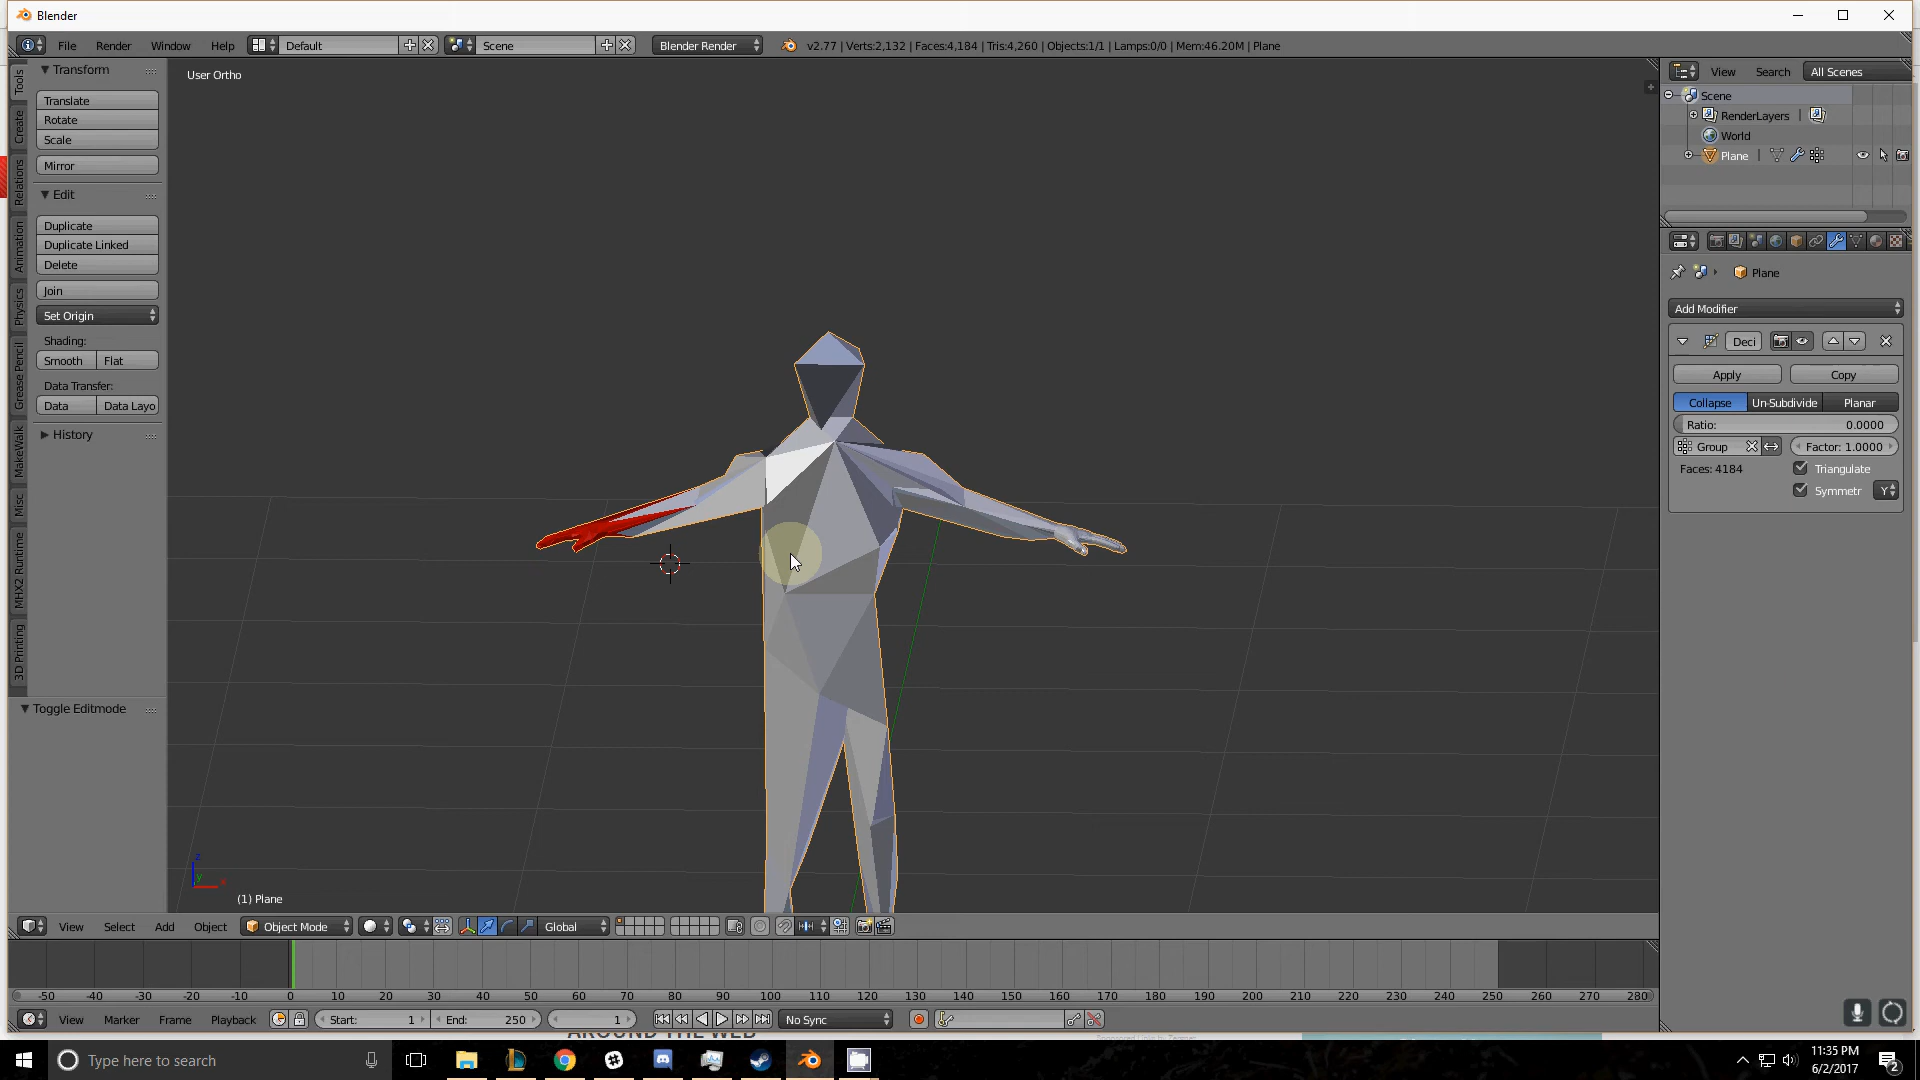 Blender
File Render Window Help Default Scene Blender Render v2.77 | Verts:2,132 | Faces:4,184 | Tris:4,260 | Objects:1/1 | Lamps:0/0 | Mem:46.20M | Plane
Tools
Create
Relations
Animation
Physics
Grease Pencil
MakeWalk
Misc
MHX2 Runtime
3D Printing
Transform
Translate
Rotate
Scale
Mirror
Edit
Duplicate
Duplicate Linked
Delete
Join
Set Origin
Shading:
Smooth Flat
Data Transfer:
Data Data Layo
History
Toggle Editmode
User Ortho
z
y
x
(1) Plane
View Search All Scenes
Scene
RenderLayers
World
Plane
Plane
Add Modifier
Deci
Apply Copy
Collapse Un-Subdivide Planar
Ratio: 0.0000
Group Factor: 1.0000
Faces: 4184 Triangulate
Symmetr Y
View Select Add Object Object Mode Global
-50 -40 -30 -20 -10 0 10 20 30 40 50 60 70 80 90 100 110 120 130 140 150 160 170 180 190 200 210 220 230 240 250 260 270 280
View Marker Frame Playback Start: 1 End: 250 1 No Sync
AROUND THE WEB
Type here to search
11:35 PM
6/2/2017
2